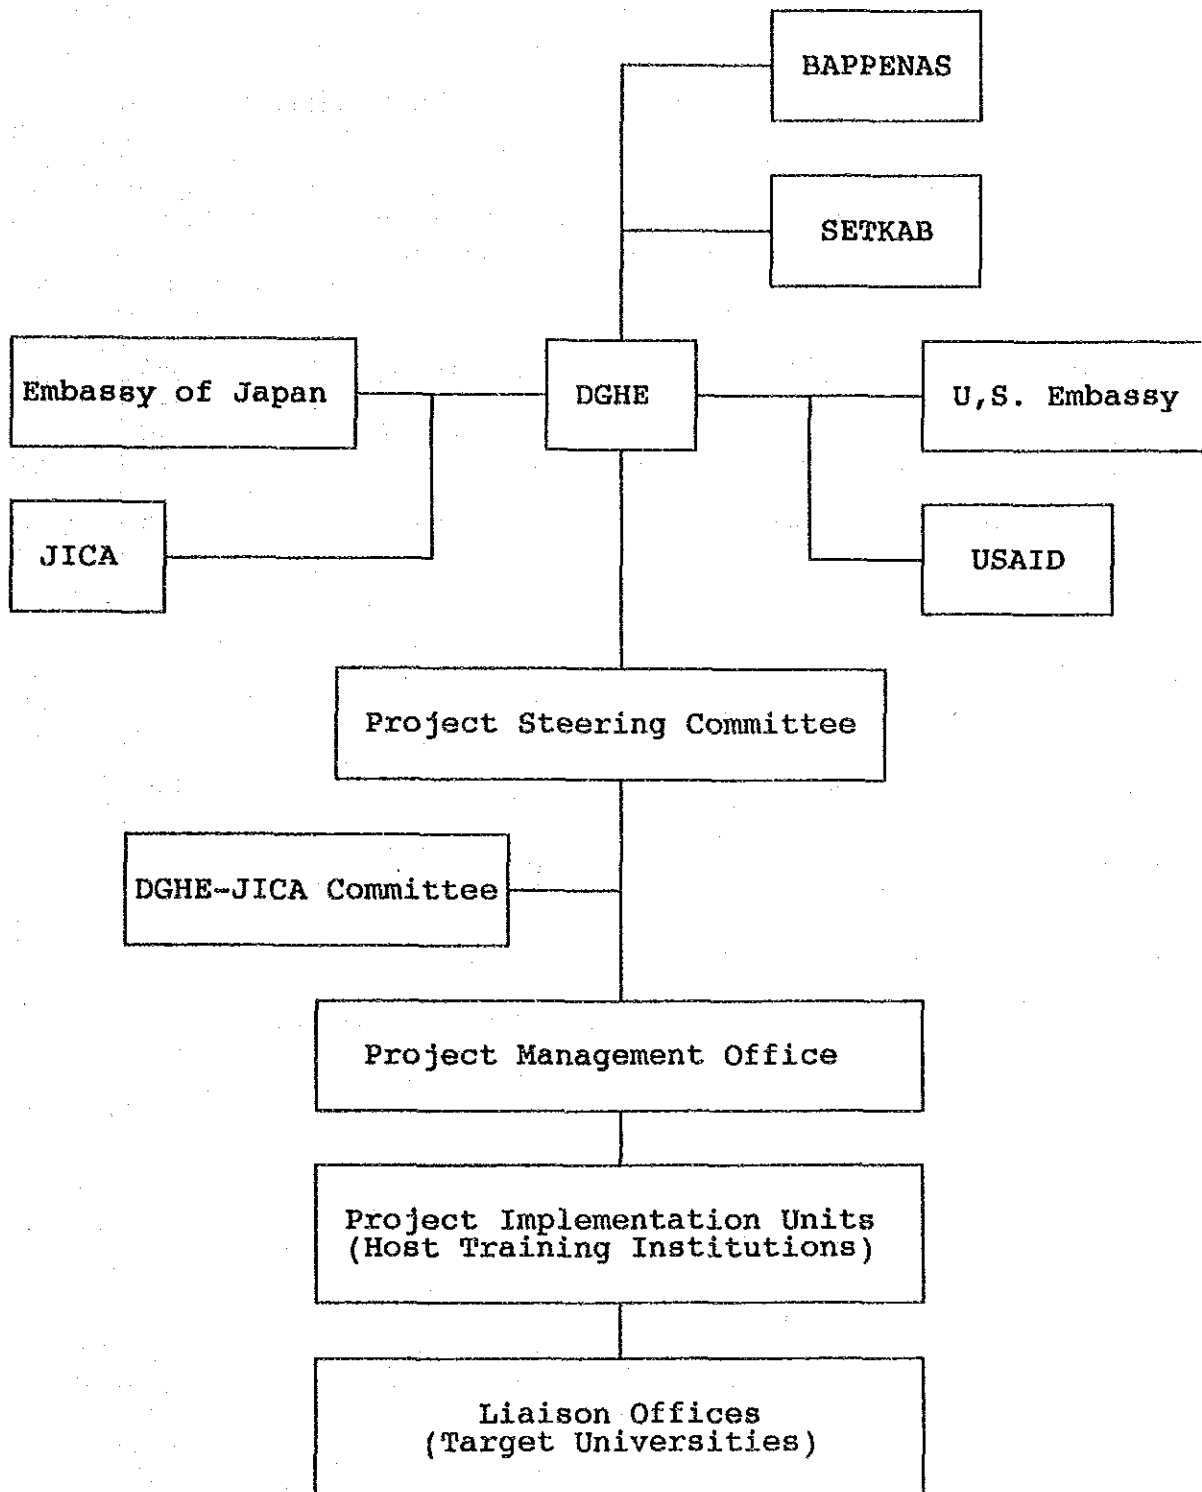 BAPPENAS
SETKAB
Embassy of Japan
DGHE
U,S. Embassy
JICA
USAID
Project Steering Committee
DGHE-JICA Committee
Project Management Office
Project Implementation Units
(Host Training Institutions)
Liaison Offices
(Target Universities)